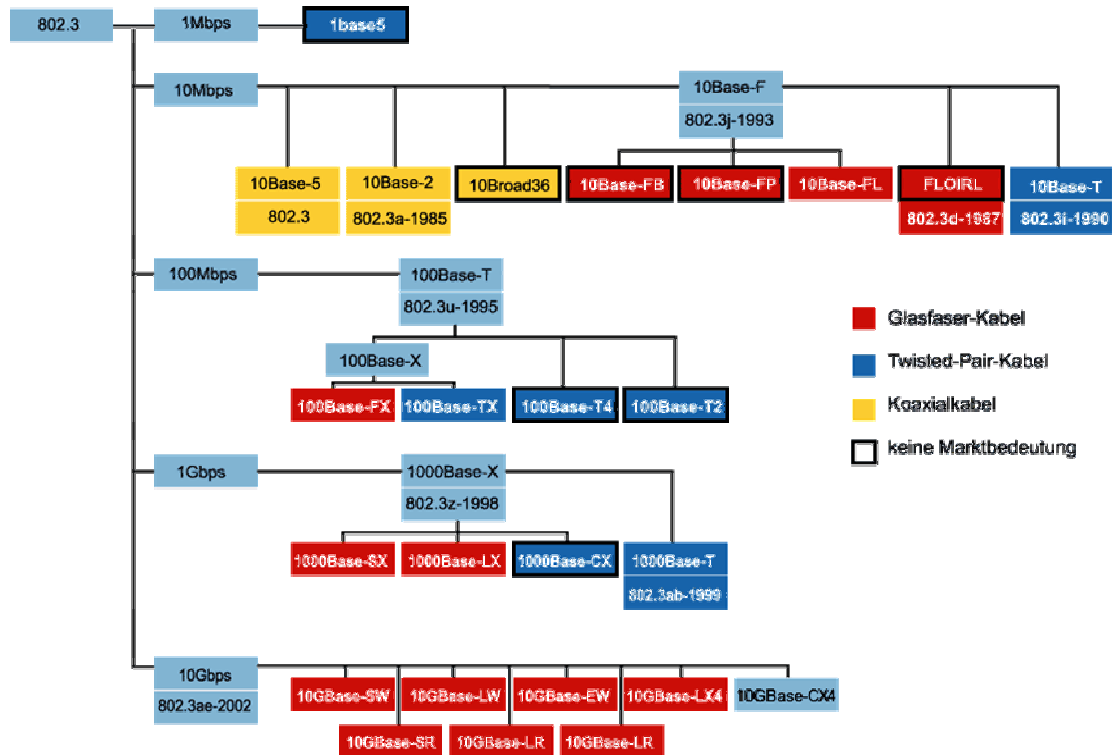 802.3
1Mbps
1base5
10Mbps
10Base-F
802.3j-1993
10Base-5
802.3
10Base-2
802.3a-1985
10Broad36
10Base-FB
10Base-FP
10Base-FL
FLOIRL
802.3d-1987
10Base-T
802.3i-1990
100Mbps
100Base-T
802.3u-1995
100Base-X
100Base-FX
100Base-TX
100Base-T4
100Base-T2
Glasfaser-Kabel
Twisted-Pair-Kabel
Koaxialkabel
keine Marktbedeutung
1Gbps
1000Base-X
802.3z-1998
1000Base-SX
1000Base-LX
1000Base-CX
1000Base-T
802.3ab-1999
10Gbps
802.3ae-2002
10GBase-SW
10GBase-LW
10GBase-EW
10GBase-LX4
10GBase-CX4
10GBase-SR
10GBase-LR
10GBase-LR